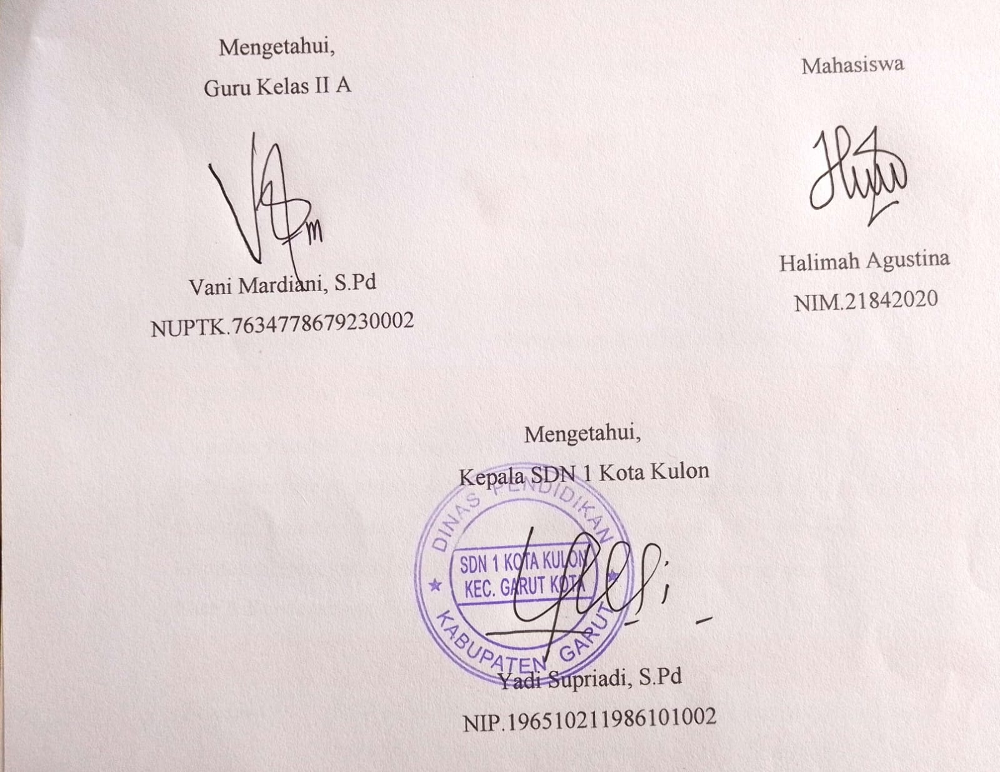 Mengetahui,
Guru Kelas II A
Vani Mardiani, S.Pd
NUPTK.7634778679230002
Mahasiswa
Halimah Agustina
NIM.21842020
Mengetahui,
Kepala SDN 1 Kota Kulon
DINAS PENDIDIKAN
SDN 1 KOTA KULON
KEC. GARUT KOTA
KABUPATEN GARUT
Yadi Supriadi, S.Pd
NIP.196510211986101002